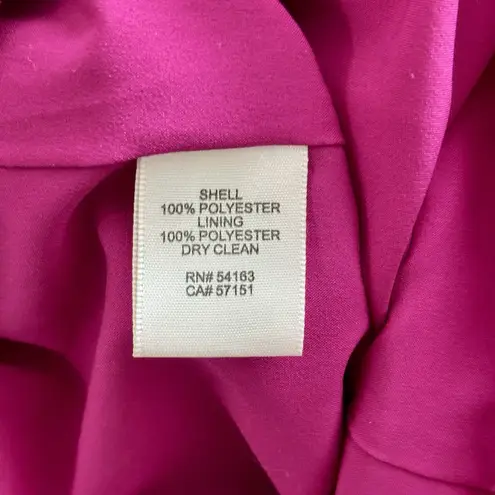 SHELL
100% POLYESTER
LINING
100% POLYESTER
DRY CLEAN
RN# 54163
CA# 57151